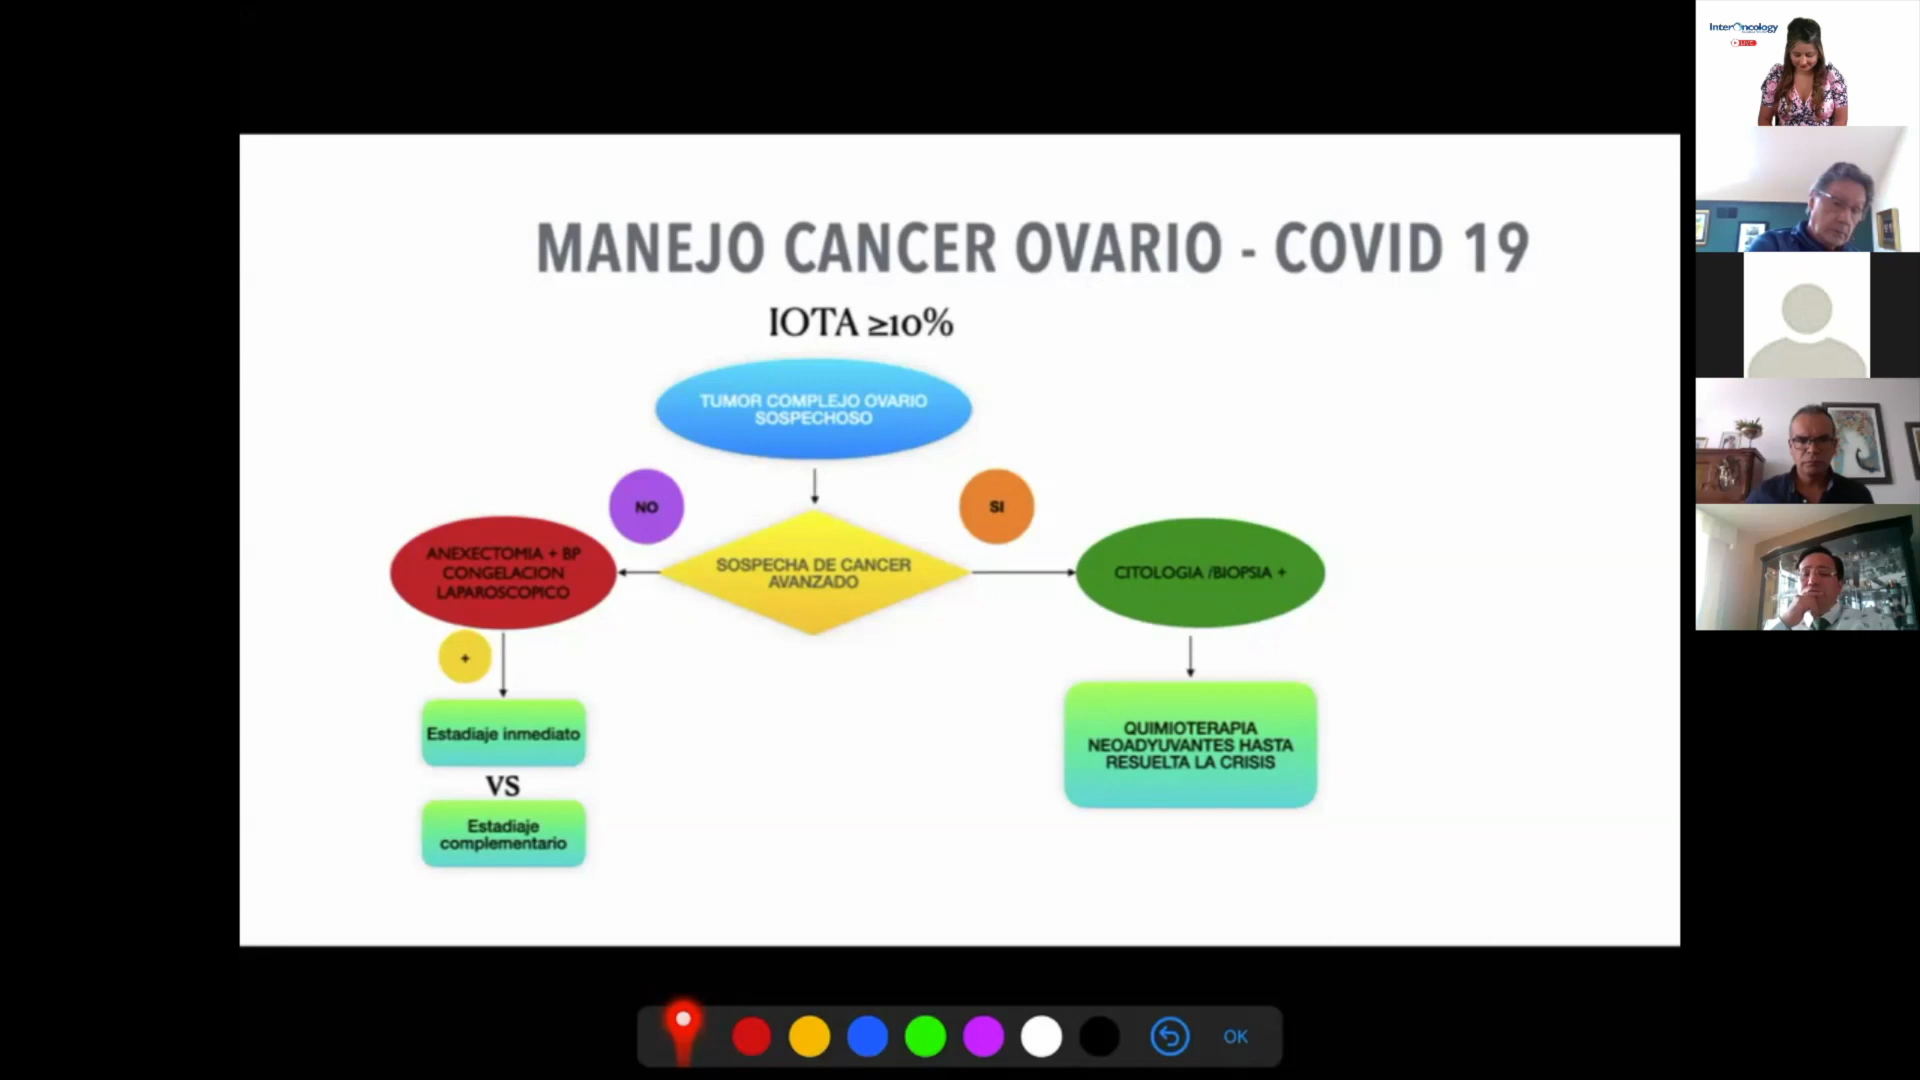 InterOncology
LIVE
MANEJO CANCER OVARIO - COVID 19
IOTA ≥10%
TUMOR COMPLEJO OVARIO
SOSPECHOSO
NO
SI
ANEXECTOMIA + BP
CONGELACION
LAPAROSCOPICO
SOSPECHA DE CANCER
AVANZADO
CITOLOGIA /BIOPSIA +
+
Estadiaje inmediato
VS
Estadiaje
complementario
QUIMIOTERAPIA
NEOADYUVANTES HASTA
RESUELTA LA CRISIS
OK